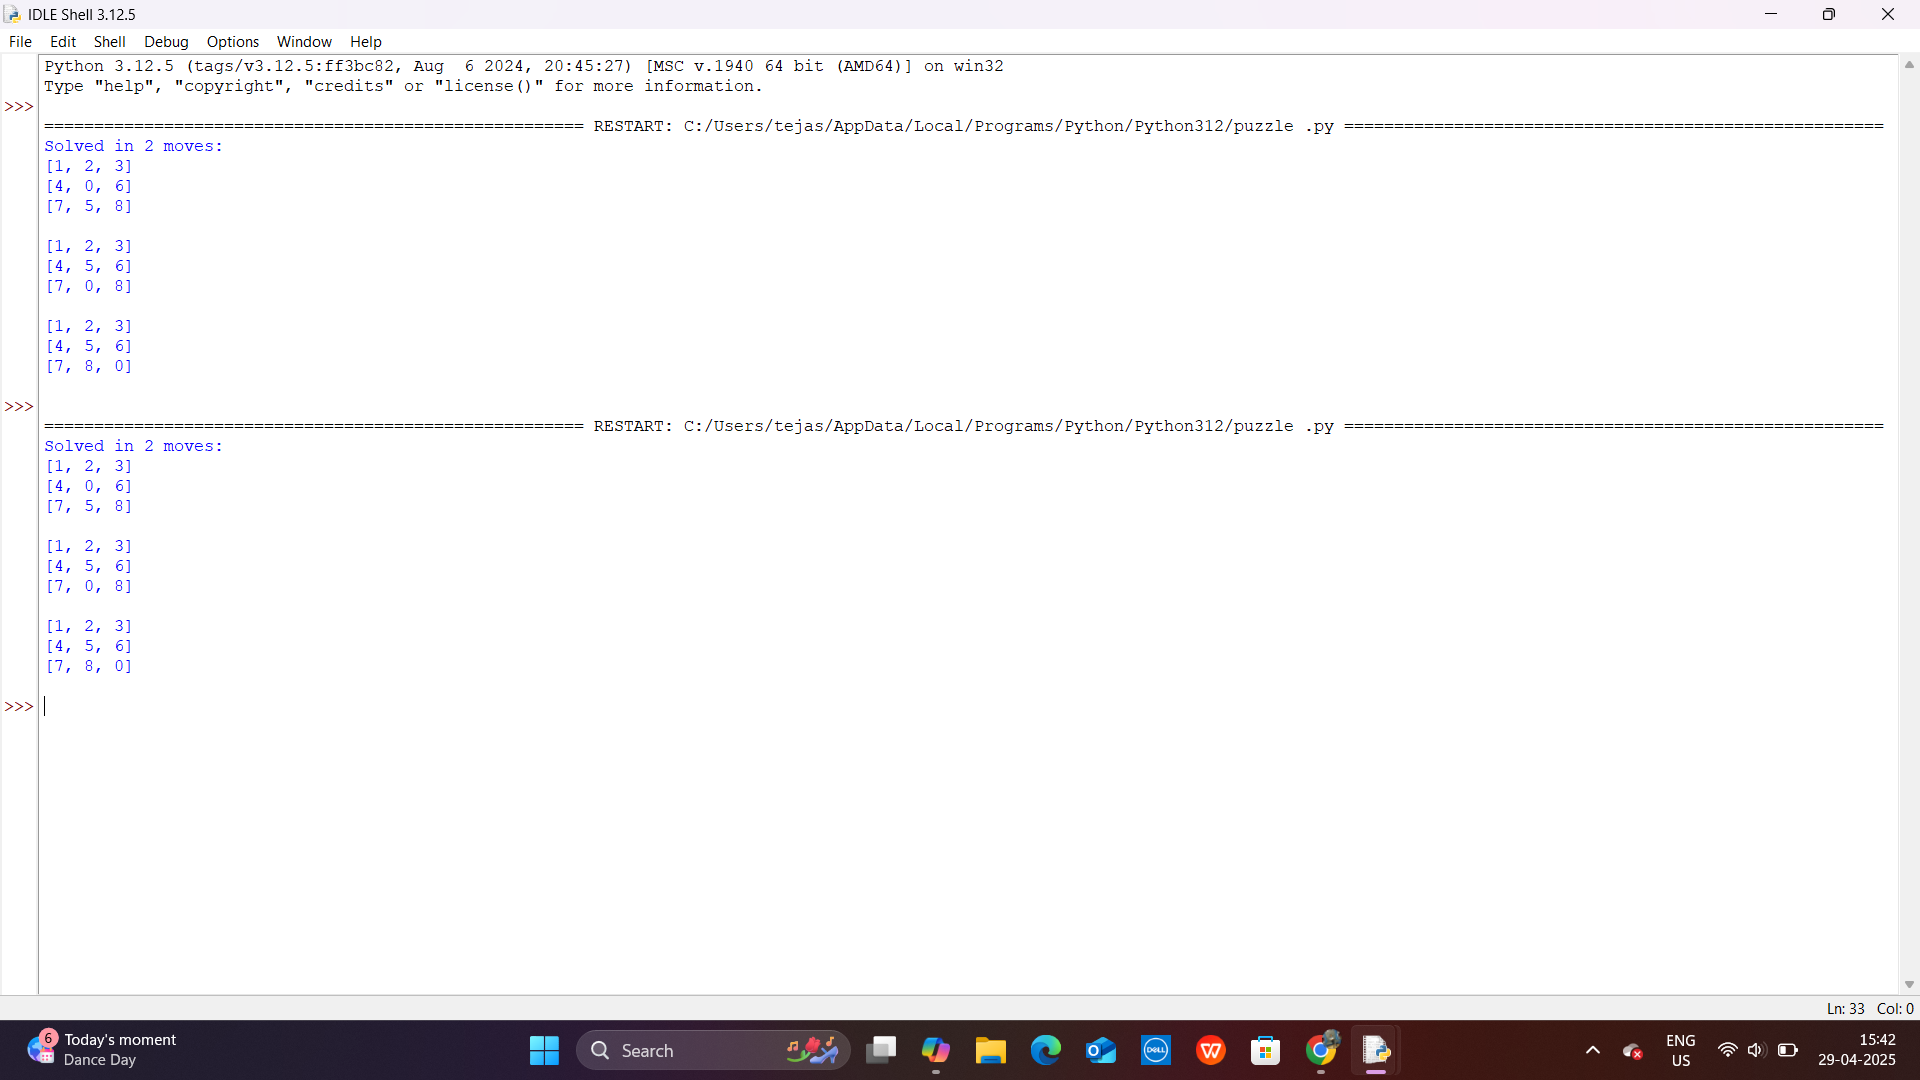 IDLE Shell 3.12.5
File Edit Shell Debug Options Window Help
Python 3.12.5 (tags/v3.12.5:ff3bc82, Aug  6 2024, 20:45:27) [MSC v.1940 64 bit (AMD64)] on win32
Type "help", "copyright", "credits" or "license()" for more information.
>>>
====================================================== RESTART: C:/Users/tejas/AppData/Local/Programs/Python/Python312/puzzle .py ======================================================
Solved in 2 moves:
[1, 2, 3]
[4, 0, 6]
[7, 5, 8]
[1, 2, 3]
[4, 5, 6]
[7, 0, 8]
[1, 2, 3]
[4, 5, 6]
[7, 8, 0]
>>>
====================================================== RESTART: C:/Users/tejas/AppData/Local/Programs/Python/Python312/puzzle .py ======================================================
Solved in 2 moves:
[1, 2, 3]
[4, 0, 6]
[7, 5, 8]
[1, 2, 3]
[4, 5, 6]
[7, 0, 8]
[1, 2, 3]
[4, 5, 6]
[7, 8, 0]
>>>
Ln: 33 Col: 0
6
Today's moment
Dance Day
Search
DELL
ENG
US
15:42
29-04-2025